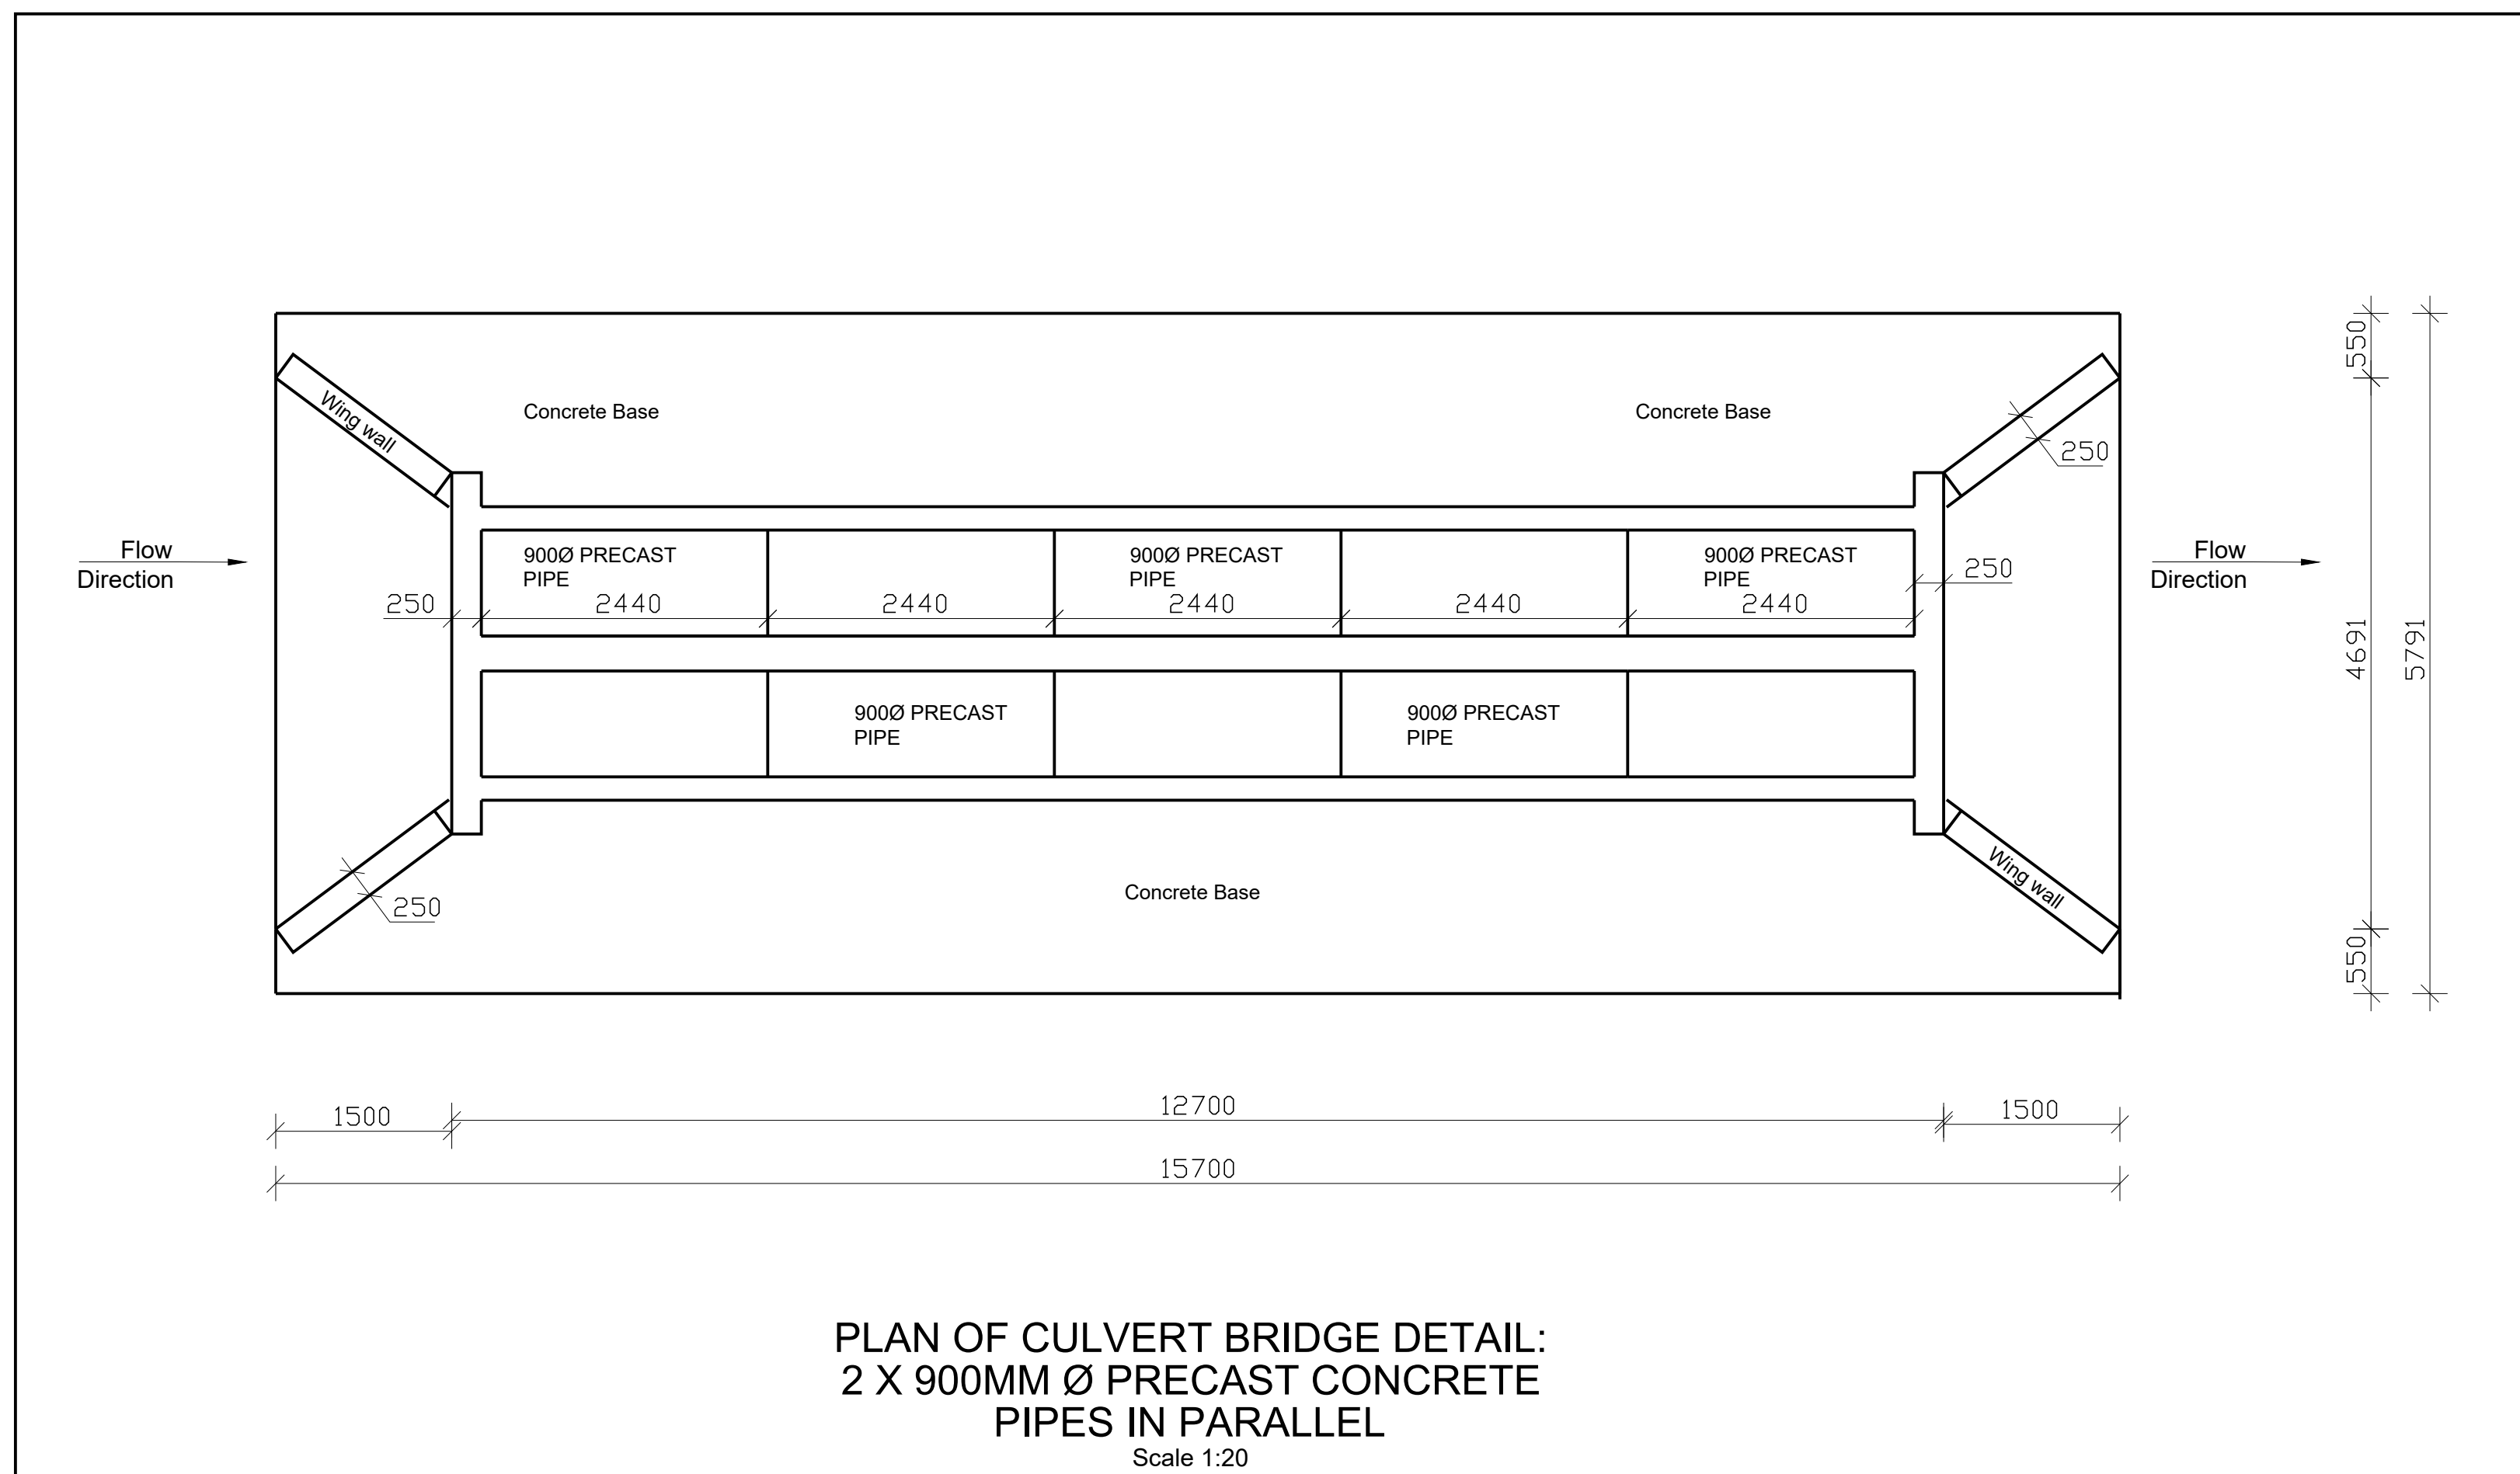 550
Concrete Base
Concrete Base
Wing wall
250
Flow
Direction
900Ø PRECAST
PIPE
900Ø PRECAST
PIPE
900Ø PRECAST
PIPE
250
Flow
Direction
250
2440
2440
2440
2440
2440
4691
5791
900Ø PRECAST
PIPE
900Ø PRECAST
PIPE
Wing wall
Concrete Base
250
550
1500
12700
1500
15700
PLAN OF CULVERT BRIDGE DETAIL:
2 X 900MM Ø PRECAST CONCRETE
PIPES IN PARALLEL
Scale 1:20